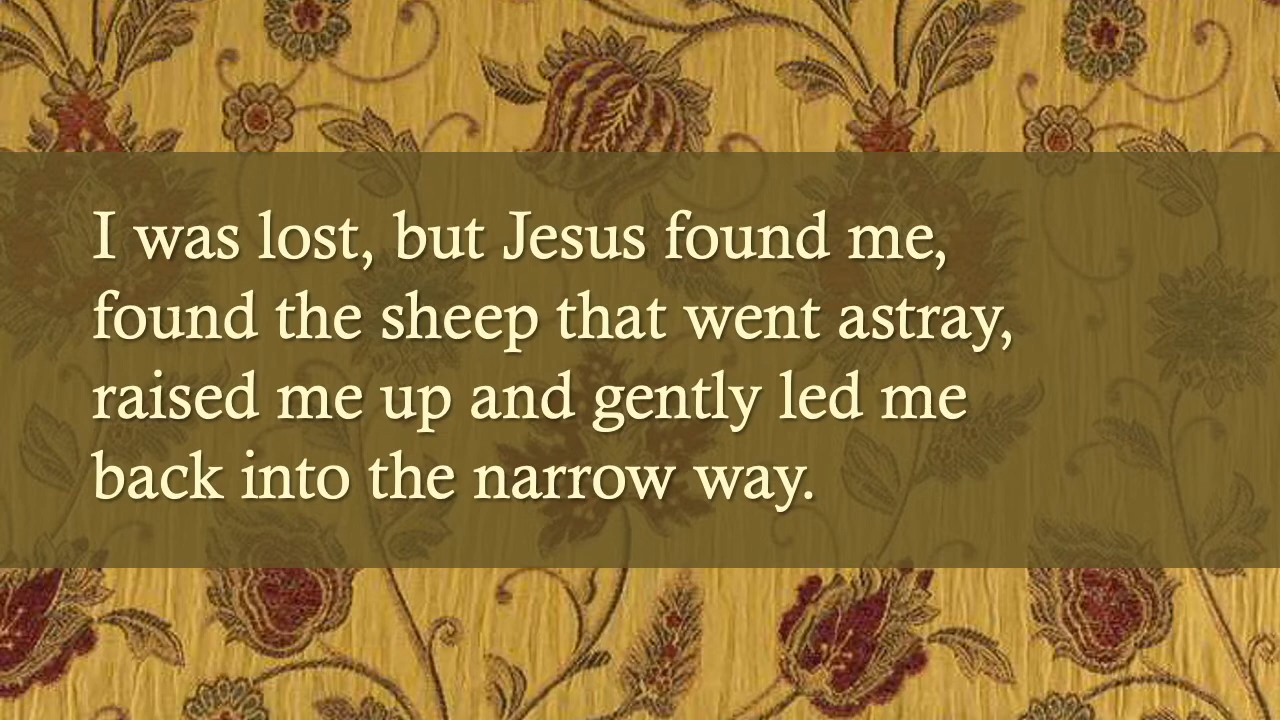 I was lost, but Jesus found me,
found the sheep that went astray,
raised me up and gently led me
back into the narrow way.